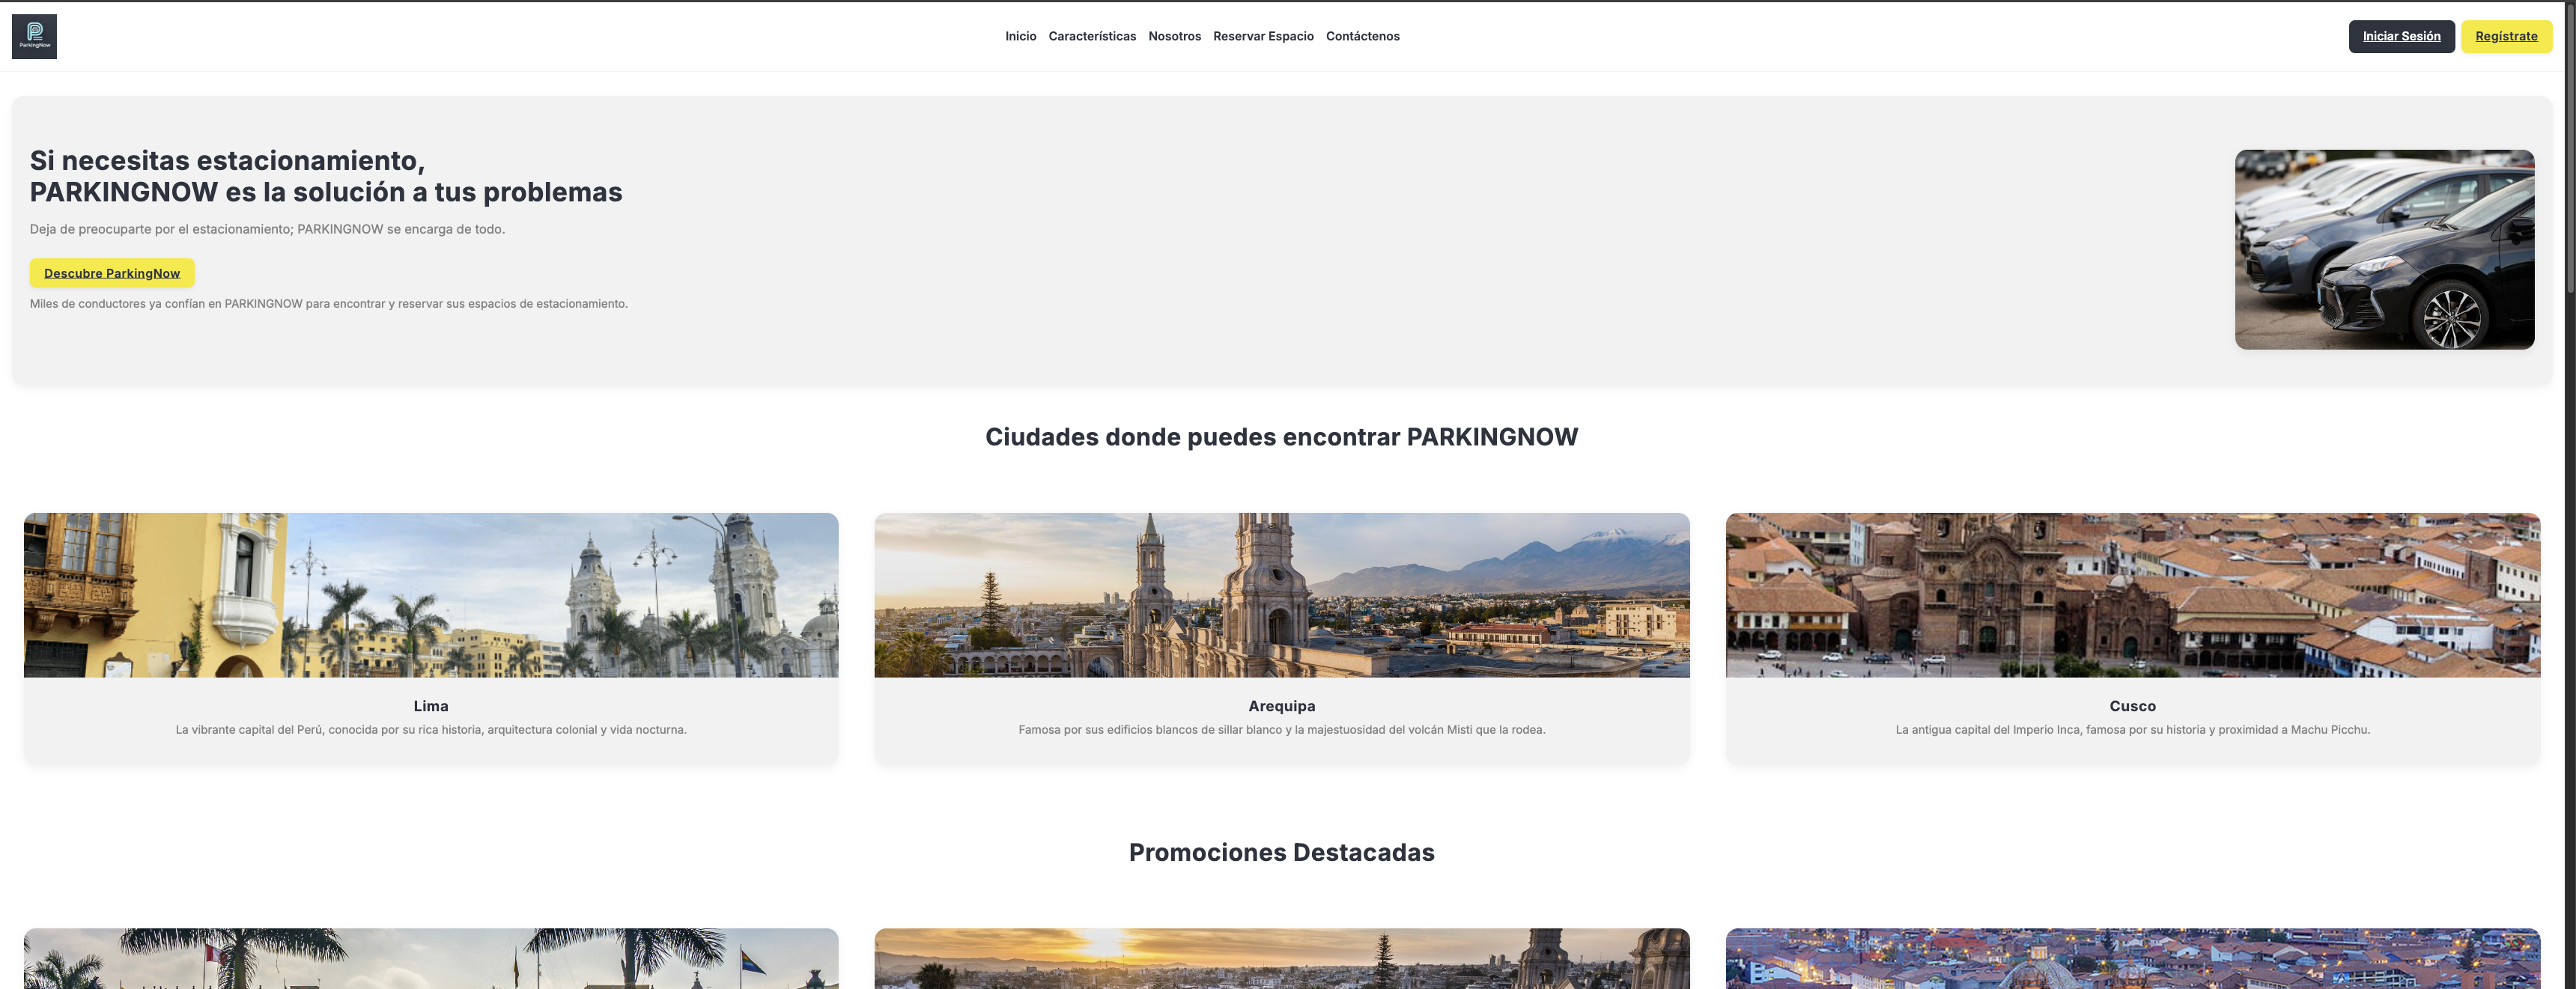 ParkingNow
Inicio Características Nosotros Reservar Espacio Contáctenos
Iniciar Sesión Regístrate
Si necesitas estacionamiento,
PARKINGNOW es la solución a tus problemas
Deja de preocuparte por el estacionamiento; PARKINGNOW se encarga de todo.
Descubre ParkingNow
Miles de conductores ya confían en PARKINGNOW para encontrar y reservar sus espacios de estacionamiento.
Ciudades donde puedes encontrar PARKINGNOW
Lima
La vibrante capital del Perú, conocida por su rica historia, arquitectura colonial y vida nocturna.
Arequipa
Famosa por sus edificios blancos de sillar blanco y la majestuosidad del volcán Misti que la rodea.
Cusco
La antigua capital del Imperio Inca, famosa por su historia y proximidad a Machu Picchu.
Promociones Destacadas